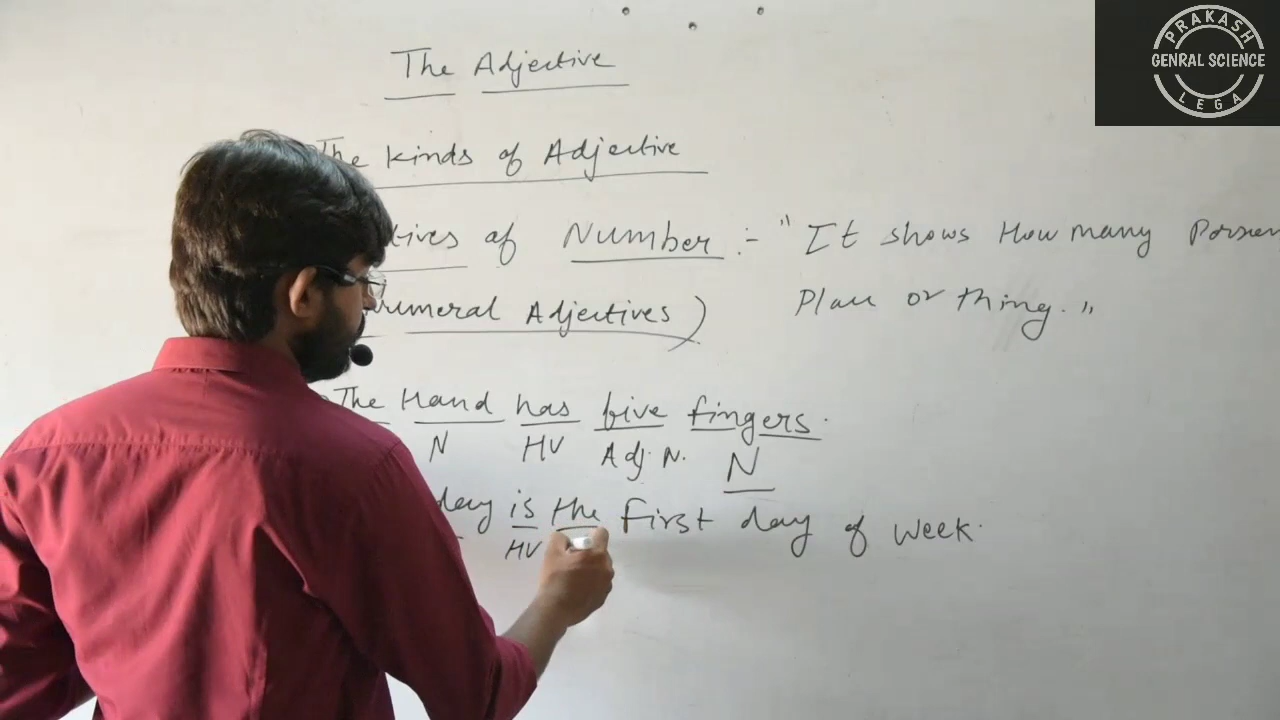 PRAKASH
GENRAL SCIENCE
LEGA
The Adjective
The Kinds of Adjective
tives of Number :- "It shows How many Person
numeral Adjectives) Place or thing."
The Hand has five fingers.
N HV Adj. N. N
day is the first day of week.
HV